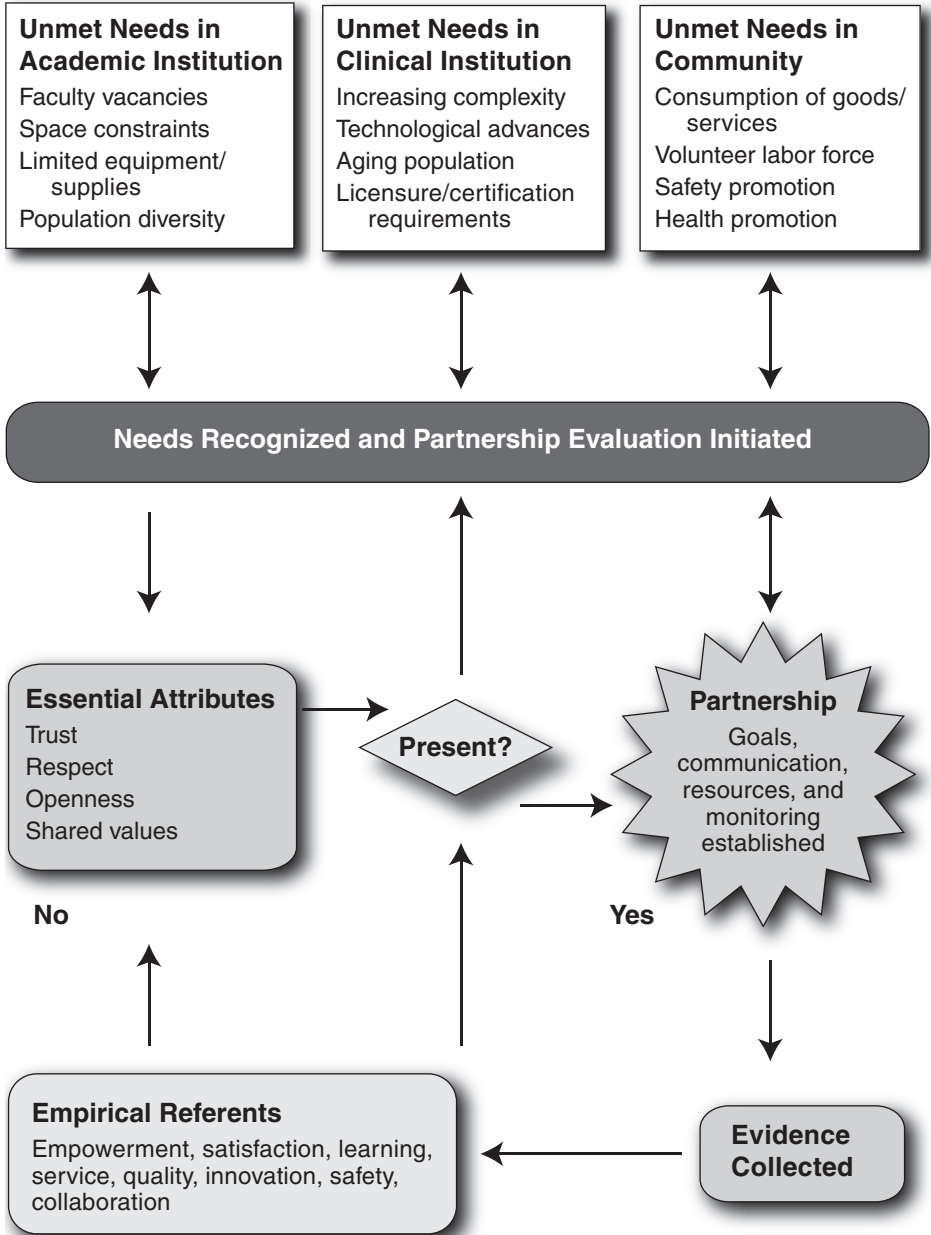 Unmet Needs in
Academic Institution
Faculty vacancies
Space constraints
Limited equipment/
supplies
Population diversity
Unmet Needs in
Clinical Institution
Increasing complexity
Technological advances
Aging population
Licensure/certification
requirements
Unmet Needs in
Community
Consumption of goods/
services
Volunteer labor force
Safety promotion
Health promotion
Needs Recognized and Partnership Evaluation Initiated
Essential Attributes
Trust
Respect
Openness
Shared values
Present?
Partnership
Goals,
communication,
resources, and
monitoring
established
No
Yes
Empirical Referents
Empowerment, satisfaction, learning,
service, quality, innovation, safety,
collaboration
Evidence
Collected